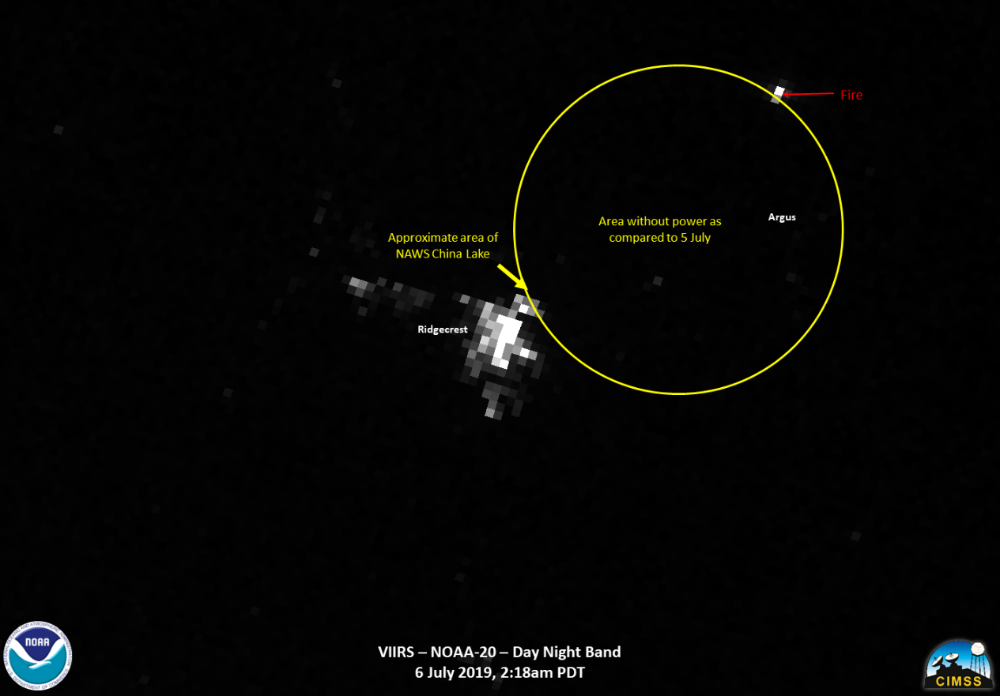 Fire
Argus
Area without power as
compared to 5 July
Approximate area of
NAWS China Lake
Ridgecrest
VIIRS – NOAA-20 – Day Night Band
6 July 2019, 2:18am PDT
NOAA
CIMSS